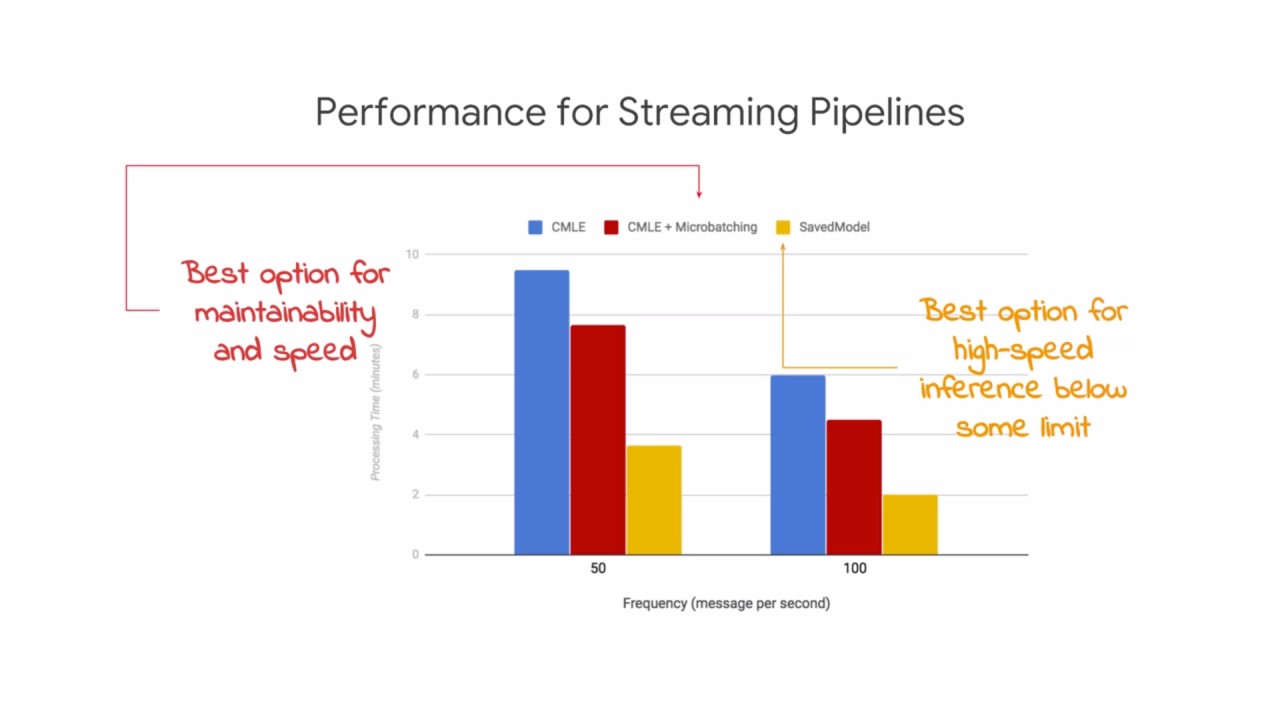 Performance for Streaming Pipelines
CMLE
CMLE + Microbatching
SavedModel
Best option for
maintainability
and speed
Processing Time (minutes)
10
8
6
4
2
0
50
100
Frequency (message per second)
Best option for
high-speed
inference below
some limit